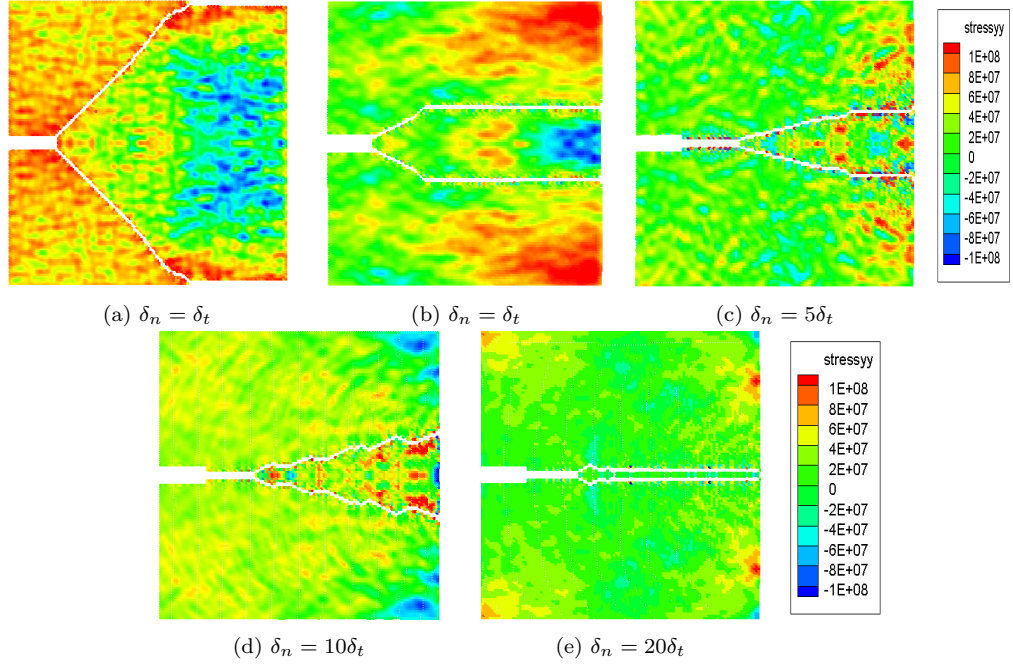 stressyy
1E+08
8E+07
6E+07
4E+07
2E+07
0
-2E+07
-4E+07
-6E+07
-8E+07
-1E+08
(a) δn = δt
(b) δn = δt
(c) δn = 5δt
stressyy
1E+08
8E+07
6E+07
4E+07
2E+07
0
-2E+07
-4E+07
-6E+07
-8E+07
-1E+08
(d) δn = 10δt
(e) δn = 20δt